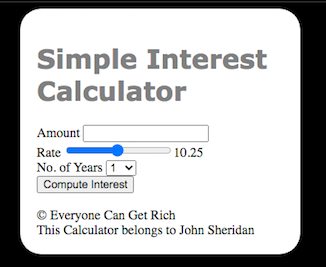 Simple Interest
Calculator
Amount
Rate 10.25
No. of Years 1
Compute Interest
© Everyone Can Get Rich
This Calculator belongs to John Sheridan